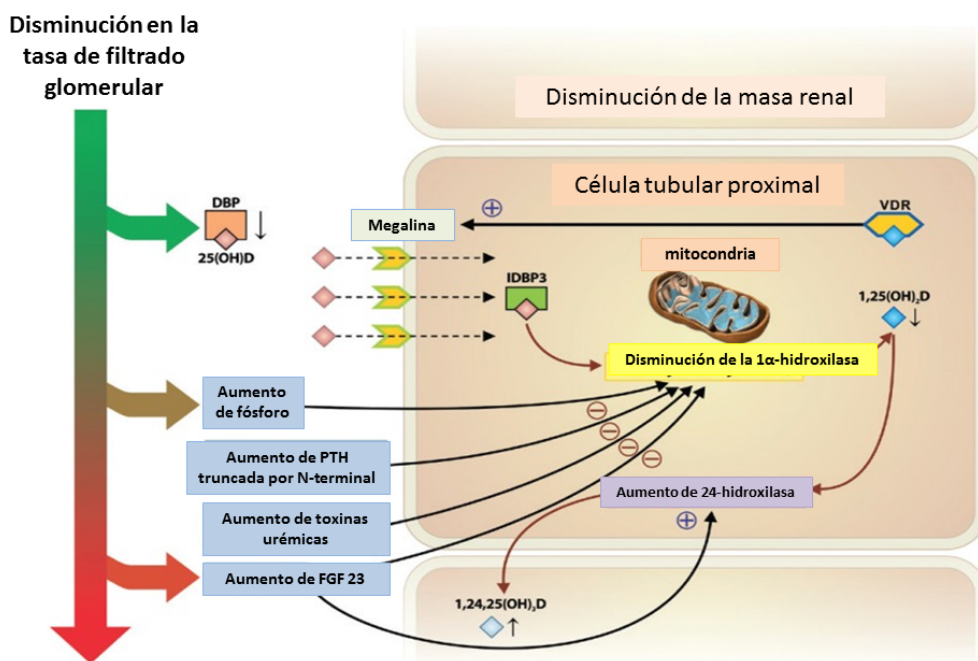 Disminución en la
tasa de filtrado
glomerular
Disminución de la masa renal
Célula tubular proximal
DBP
↓
25(OH)D
Megalina
+
VDR
mitocondria
IDBP3
1,25(OH)₂D
↓
Disminución de la 1α-hidroxilasa
Aumento
de fósforo
−
−
−
−
Aumento de PTH
truncada por N-terminal
Aumento de 24-hidroxilasa
+
Aumento de toxinas
urémicas
Aumento de FGF 23
1,24,25(OH)₃D
↑